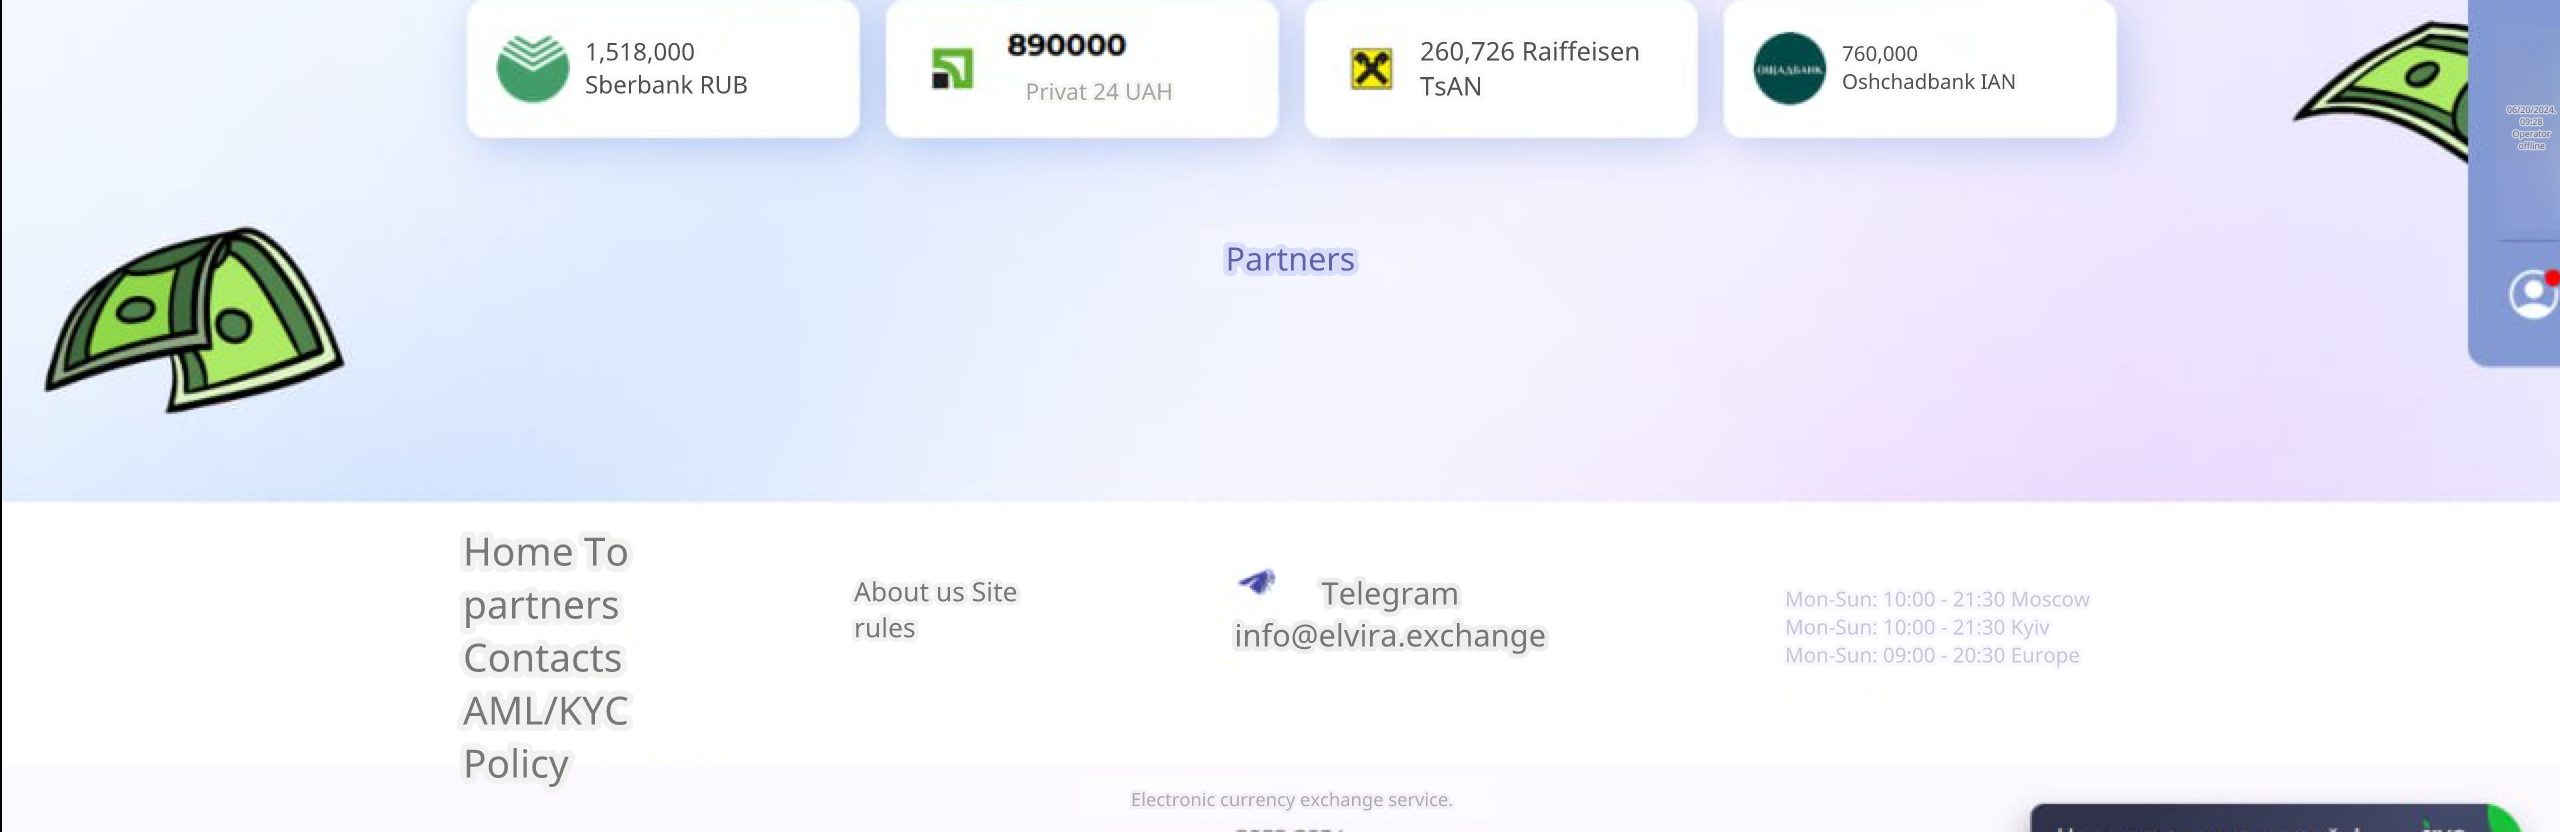 1,518,000
Sberbank RUB
890000
Privat 24 UAH
260,726 Raiffeisen
TsAN
ОЩАДБАНК
760,000
Oshchadbank IAN
06/20/2024,
09:28
Operator
offline
Partners
Home To
partners
Contacts
AML/KYC
Policy
About us Site
rules
Telegram
info@elvira.exchange
Mon-Sun: 10:00 - 21:30 Moscow
Mon-Sun: 10:00 - 21:30 Kyiv
Mon-Sun: 09:00 - 20:30 Europe
Electronic currency exchange service.